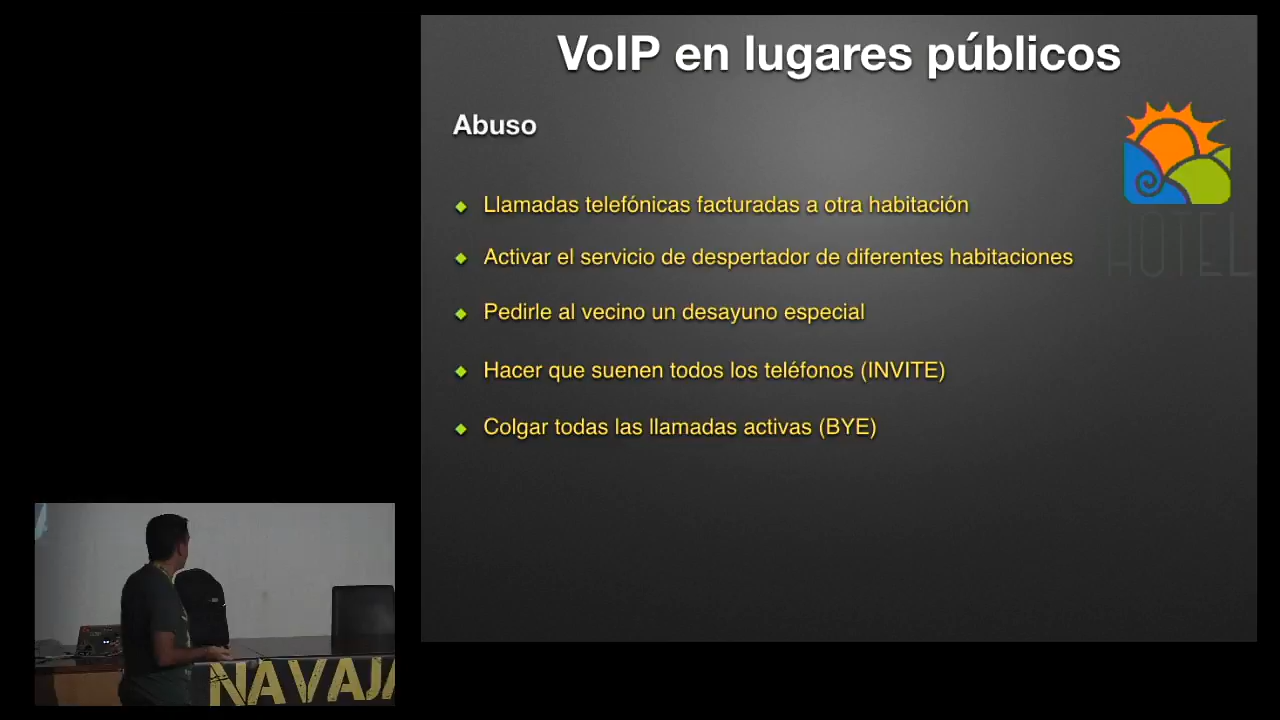 VoIP en lugares públicos
Abuso
Llamadas telefónicas facturadas a otra habitación
Activar el servicio de despertador de diferentes habitaciones
Pedirle al vecino un desayuno especial
Hacer que suenen todos los teléfonos (INVITE)
Colgar todas las llamadas activas (BYE)
HOTEL
NAVAJA